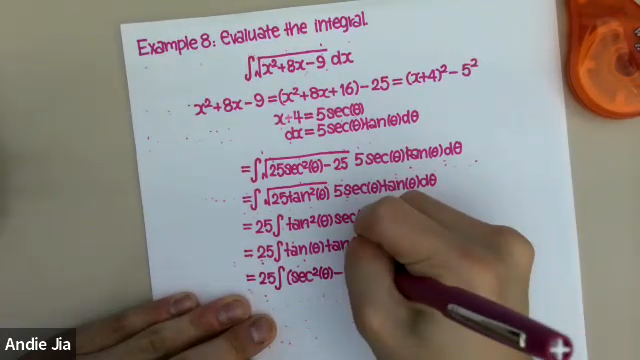 Example 8: Evaluate the integral.
∫√(x²+8x-9) dx
x²+8x-9 = (x²+8x+16)-25 = (x+4)²-5²
x+4 = 5sec(θ)
dx = 5sec(θ)tan(θ)dθ
= ∫√(25sec²(θ)-25) 5sec(θ)tan(θ)dθ
= ∫√(25tan²(θ)) 5sec(θ)tan(θ)dθ
= 25∫ tan²(θ)sec
= 25∫ tan(θ)tan
= 25∫ (sec²(θ)-
Andie Jia